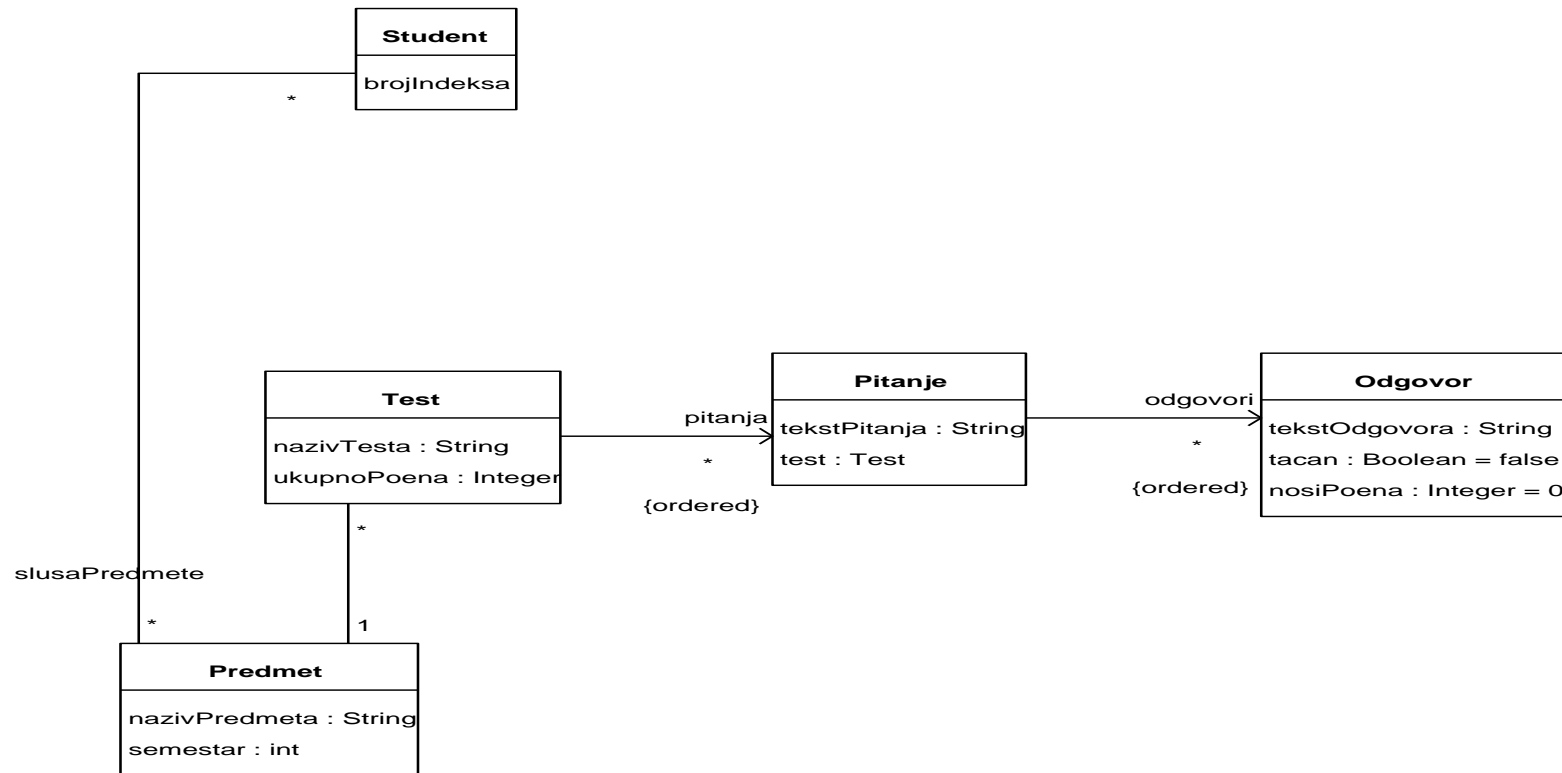 Student
brojIndeksa
*
Test
nazivTesta : String
ukupnoPoena : Integer
pitanja
*
{ordered}
Pitanje
tekstPitanja : String
test : Test
odgovori
*
{ordered}
Odgovor
tekstOdgovora : String
tacan : Boolean = false
nosiPoena : Integer = 0
*
slusaPredmete
*
1
Predmet
nazivPredmeta : String
semestar : int